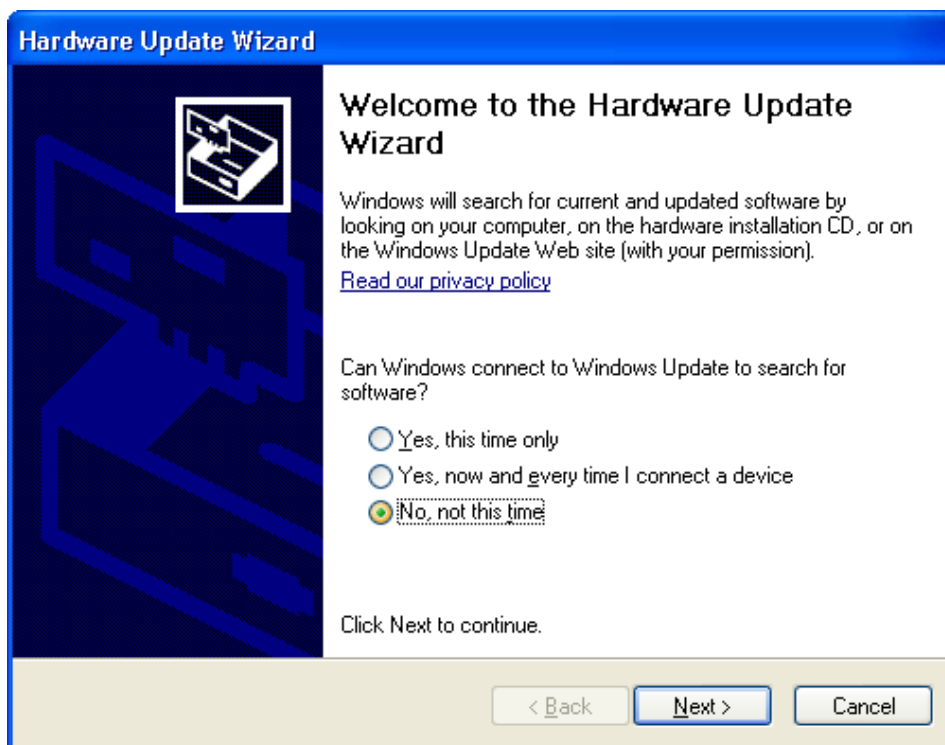 Hardware Update Wizard
Welcome to the Hardware Update
Wizard
Windows will search for current and updated software by
looking on your computer, on the hardware installation CD, or on
the Windows Update Web site (with your permission).
Read our privacy policy
Can Windows connect to Windows Update to search for
software?
Yes, this time only
Yes, now and every time I connect a device
No, not this time
Click Next to continue.
< Back
Next >
Cancel